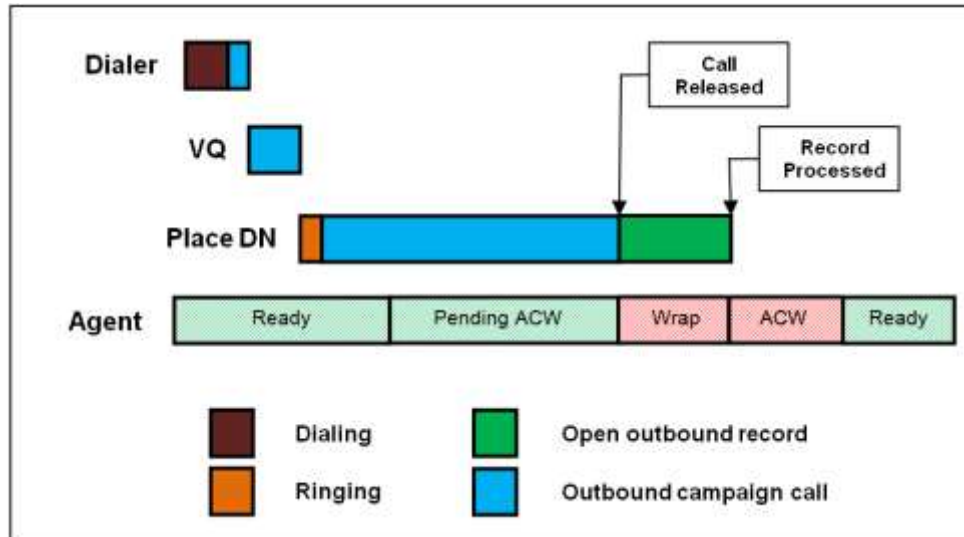 Dialer
Call
Released
VQ
Record
Processed
Place DN
Agent
Ready
Pending ACW
Wrap
ACW
Ready
Dialing
Open outbound record
Ringing
Outbound campaign call